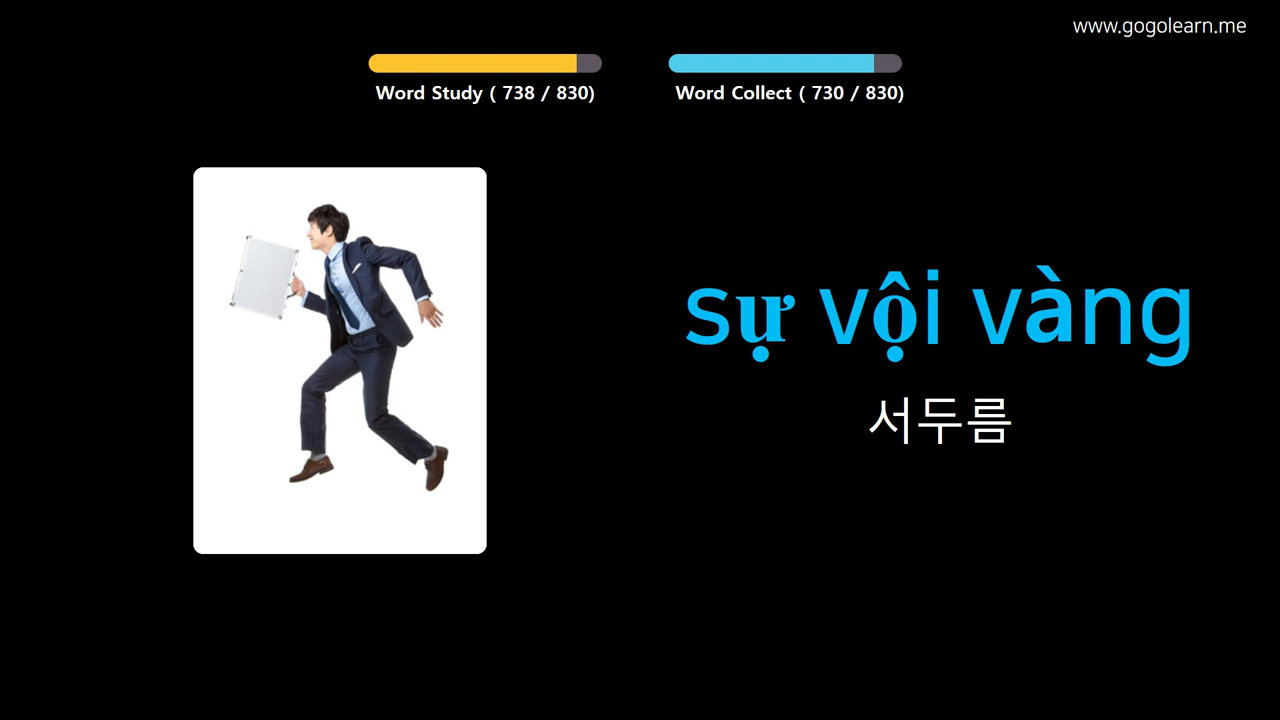 www.gogolearn.me
Word Study ( 738 / 830)
Word Collect ( 730 / 830)
sự vội vàng
서두름